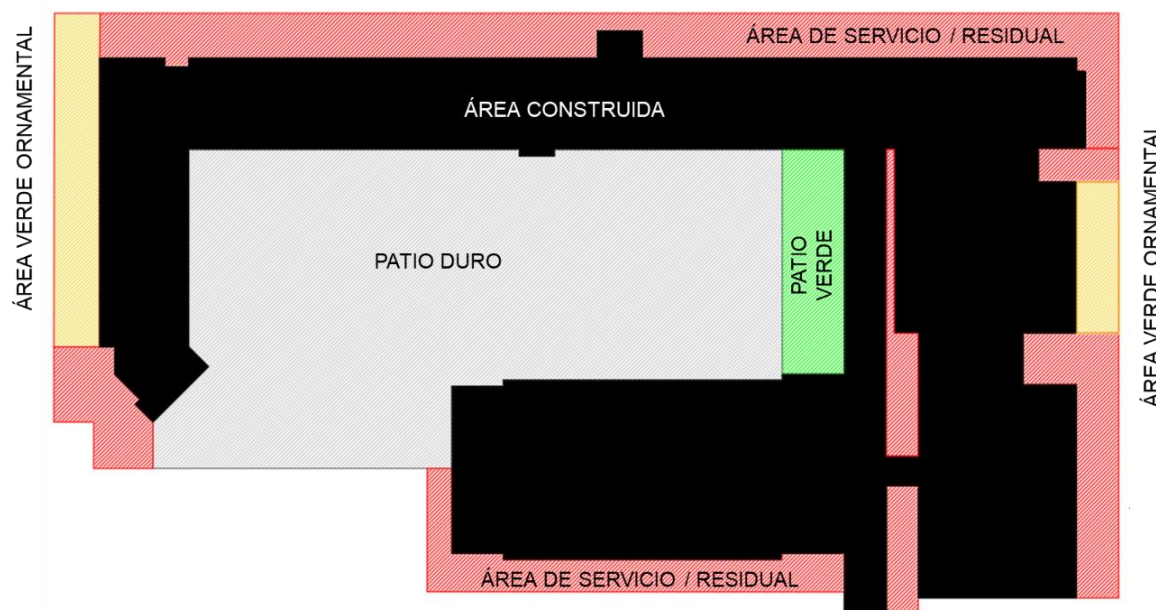 ÁREA DE SERVICIO / RESIDUAL
ÁREA VERDE ORNAMENTAL
ÁREA CONSTRUIDA
PATIO DURO
PATIO
VERDE
ÁREA VERDE ORNAMENTAL
ÁREA DE SERVICIO / RESIDUAL